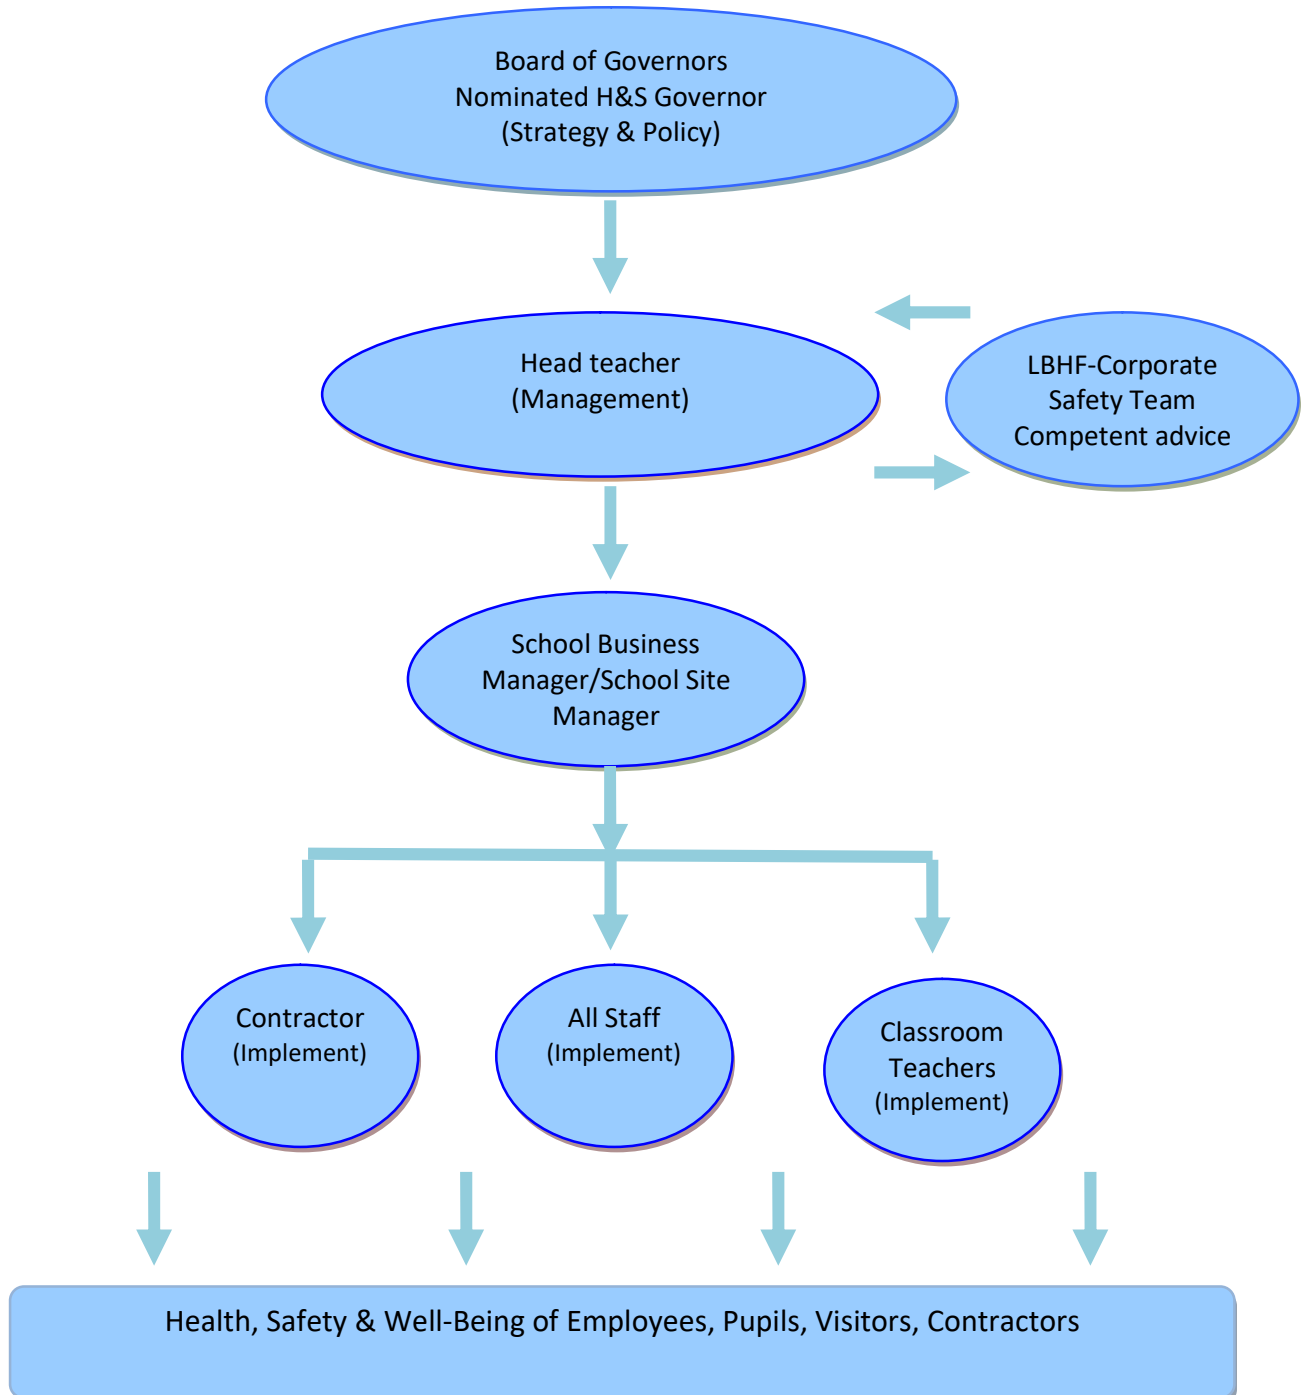 Board of Governors
Nominated H&S Governor
(Strategy & Policy)
Head teacher
(Management)
LBHF-Corporate
Safety Team
Competent advice
School Business
Manager/School Site
Manager
Contractor
(Implement)
All Staff
(Implement)
Classroom
Teachers
(Implement)
Health, Safety & Well-Being of Employees, Pupils, Visitors, Contractors